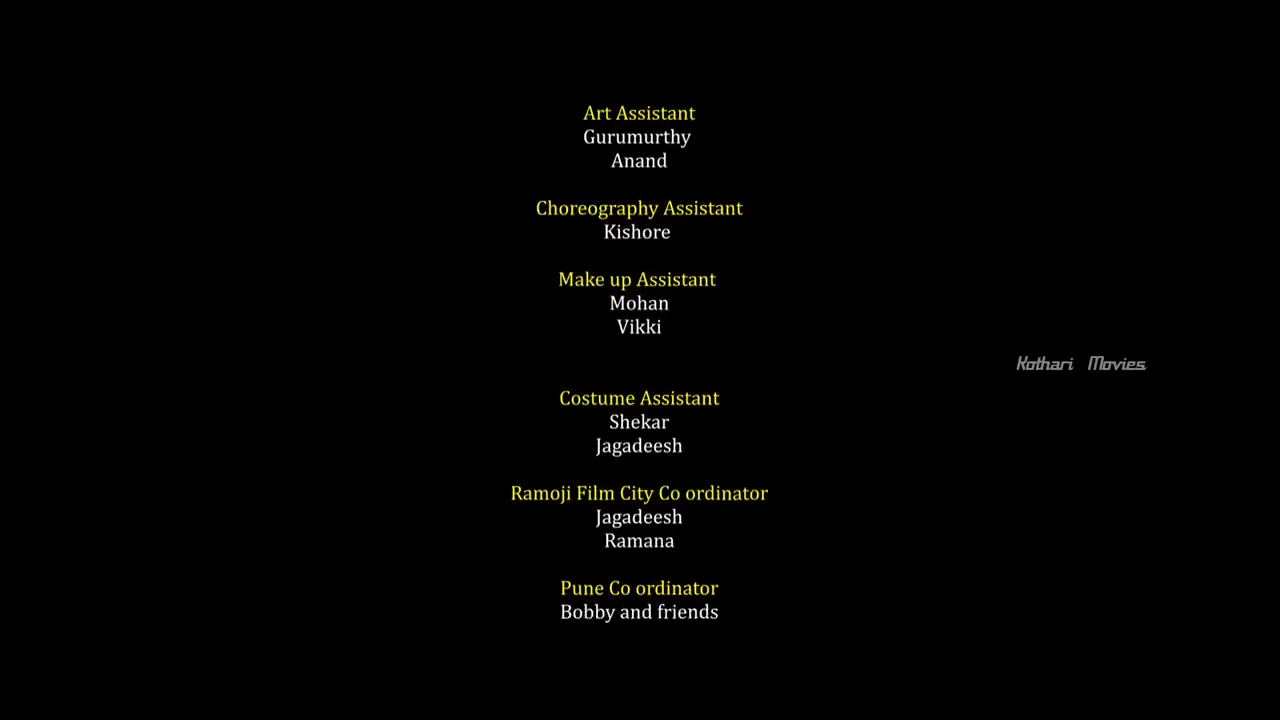 Art Assistant
Gurumurthy
Anand
Choreography Assistant
Kishore
Make up Assistant
Mohan
Vikki
Kothari Movies
Costume Assistant
Shekar
Jagadeesh
Ramoji Film City Co ordinator
Jagadeesh
Ramana
Pune Co ordinator
Bobby and friends